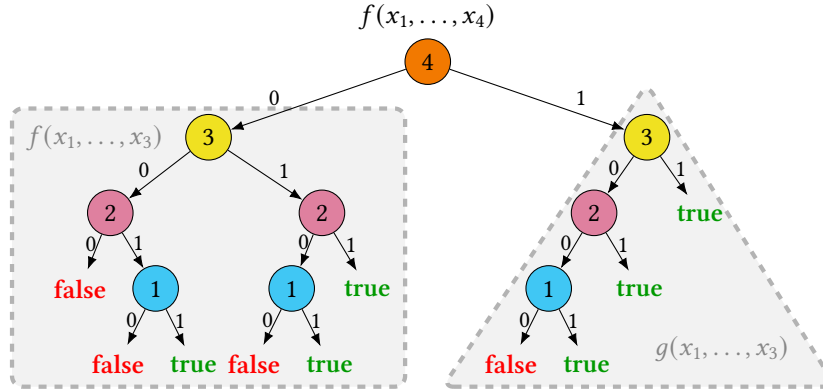 f(x₁, . . . , x₄)
4
0 1
f(x₁, . . . , x₃) 3 3
0 1 0 1
2 2 2 true
0 1 0 1 0 1
false 1 1 true 1 true
0 1 0 1 0 1
false true false true false true
g(x₁, . . . , x₃)